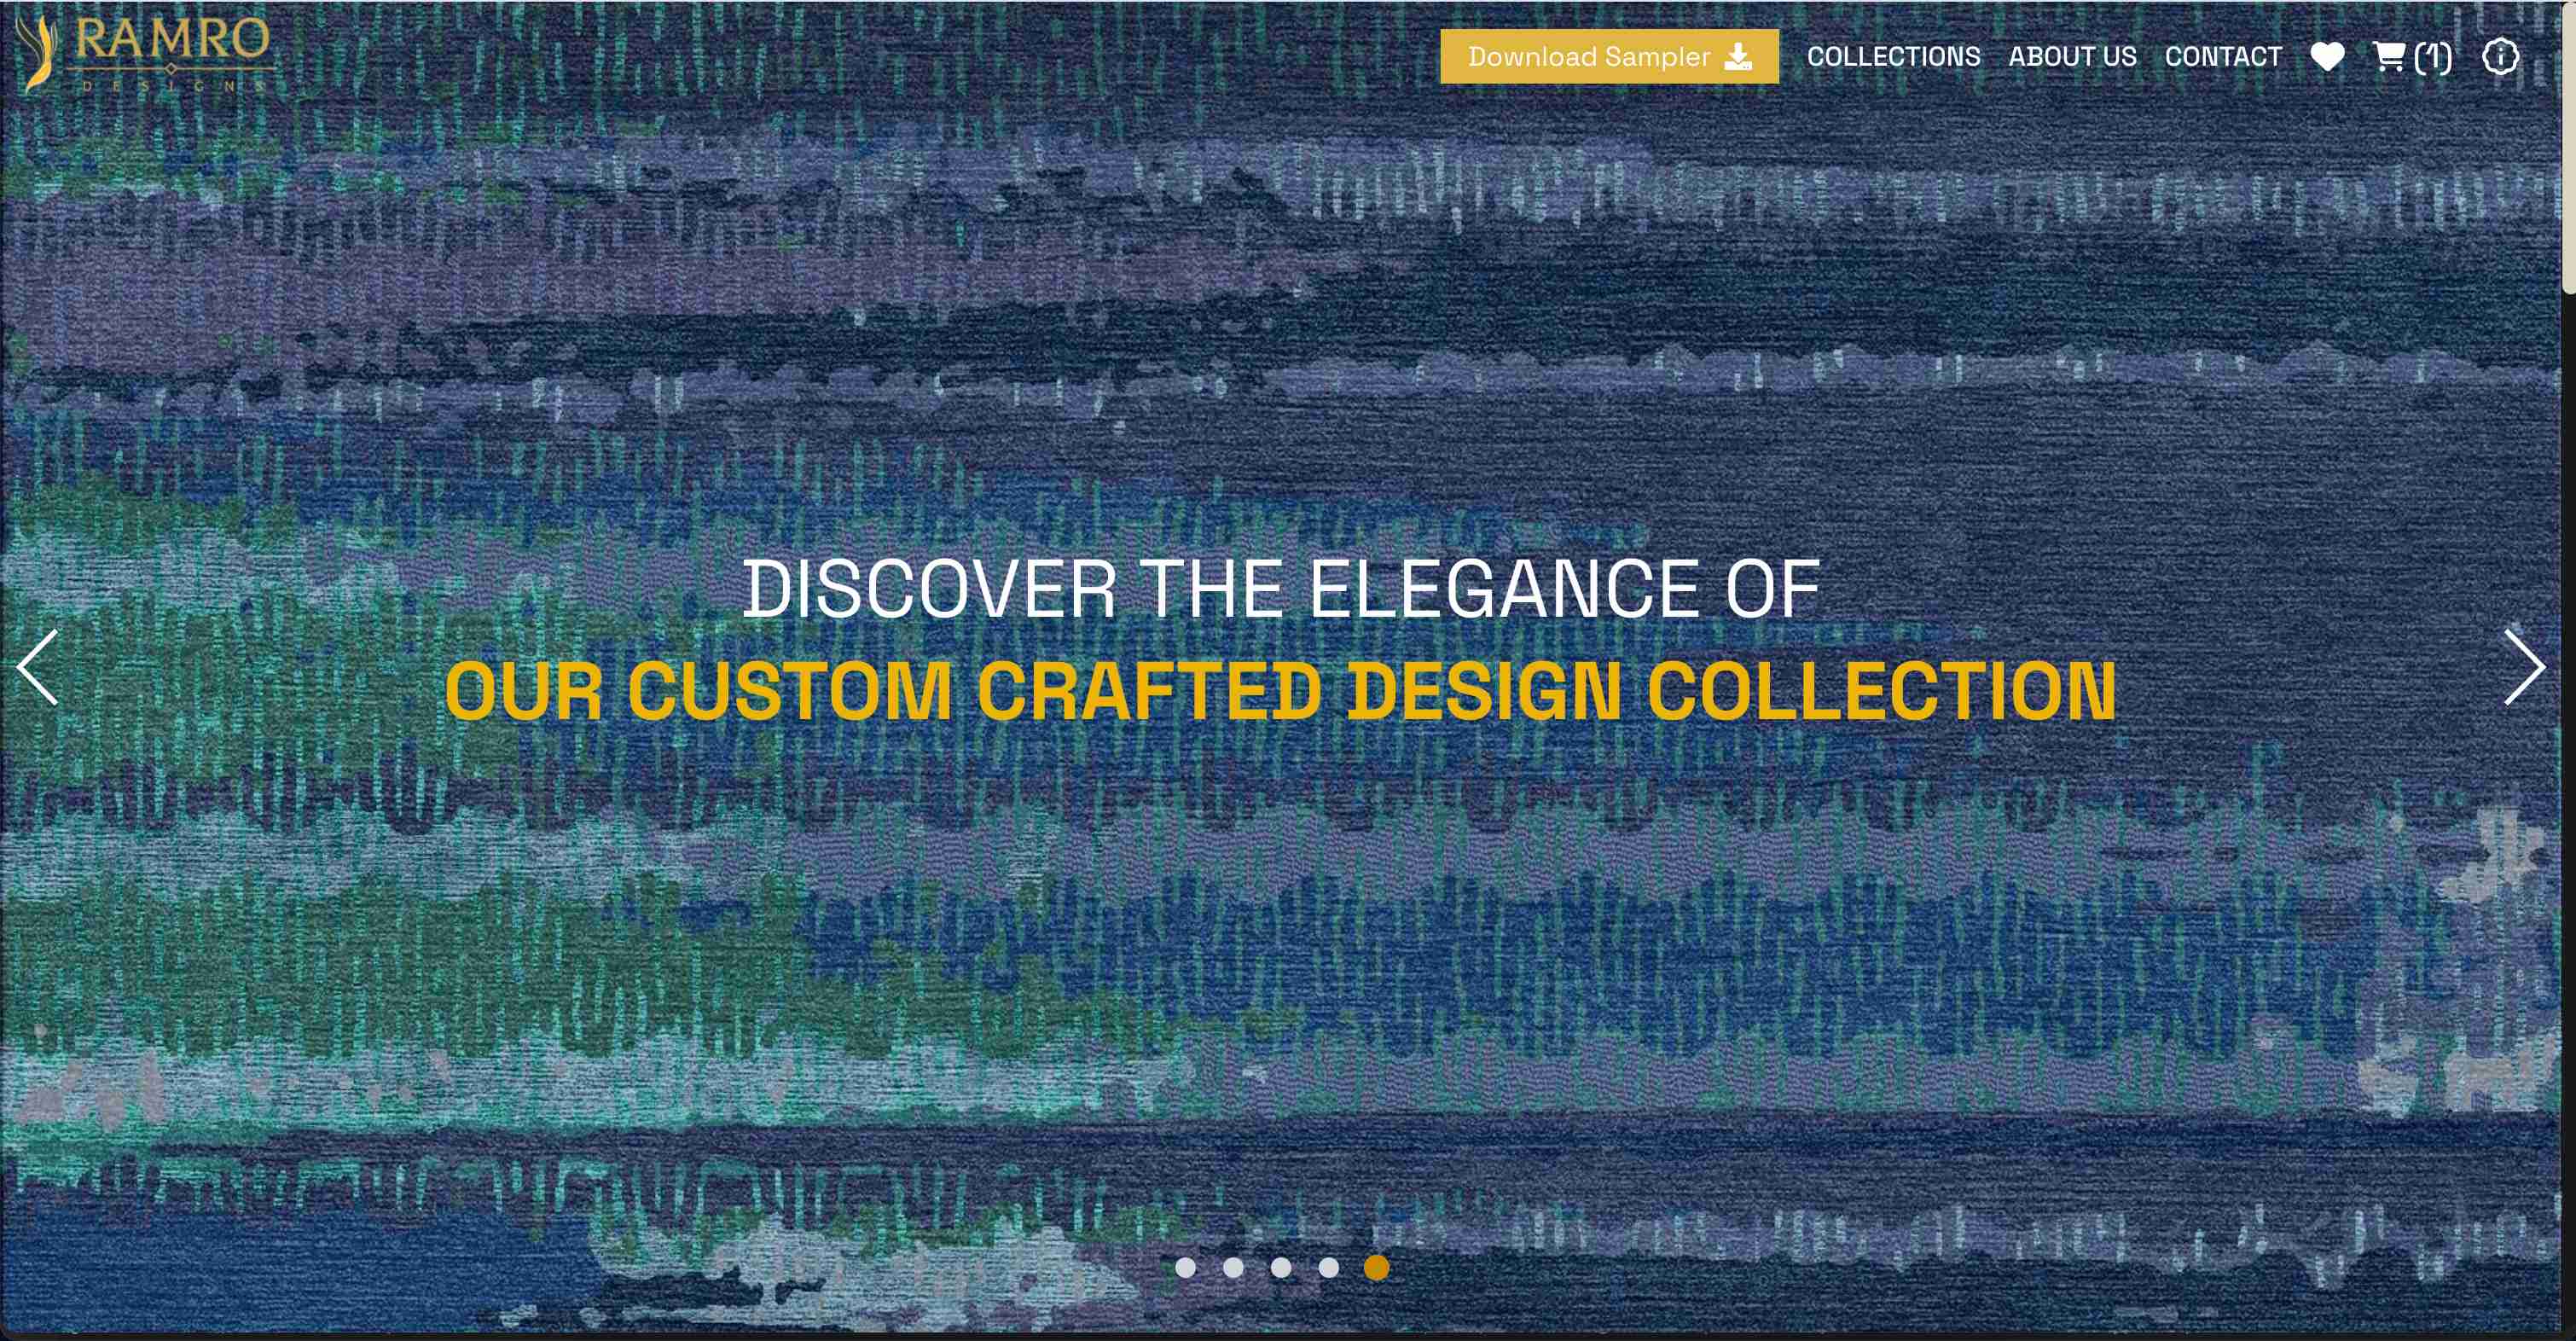 RAMRO
DESIGNS
Download Sampler
COLLECTIONS
ABOUT US
CONTACT
(1)
DISCOVER THE ELEGANCE OF
OUR CUSTOM CRAFTED DESIGN COLLECTION